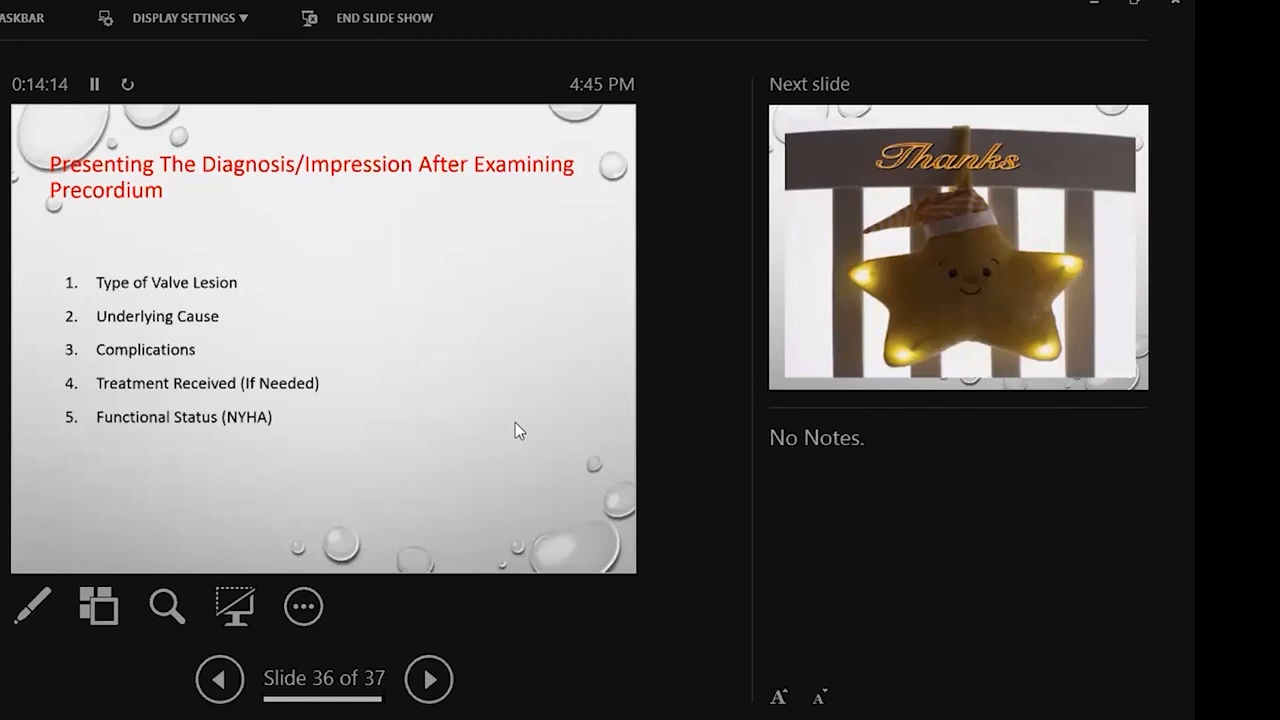 ASKBAR
DISPLAY SETTINGS ▼
END SLIDE SHOW
0:14:14
4:45 PM
Presenting The Diagnosis/Impression After Examining
Precordium
1. Type of Valve Lesion
2. Underlying Cause
3. Complications
4. Treatment Received (If Needed)
5. Functional Status (NYHA)
Slide 36 of 37
Next slide
Thanks
No Notes.
A A